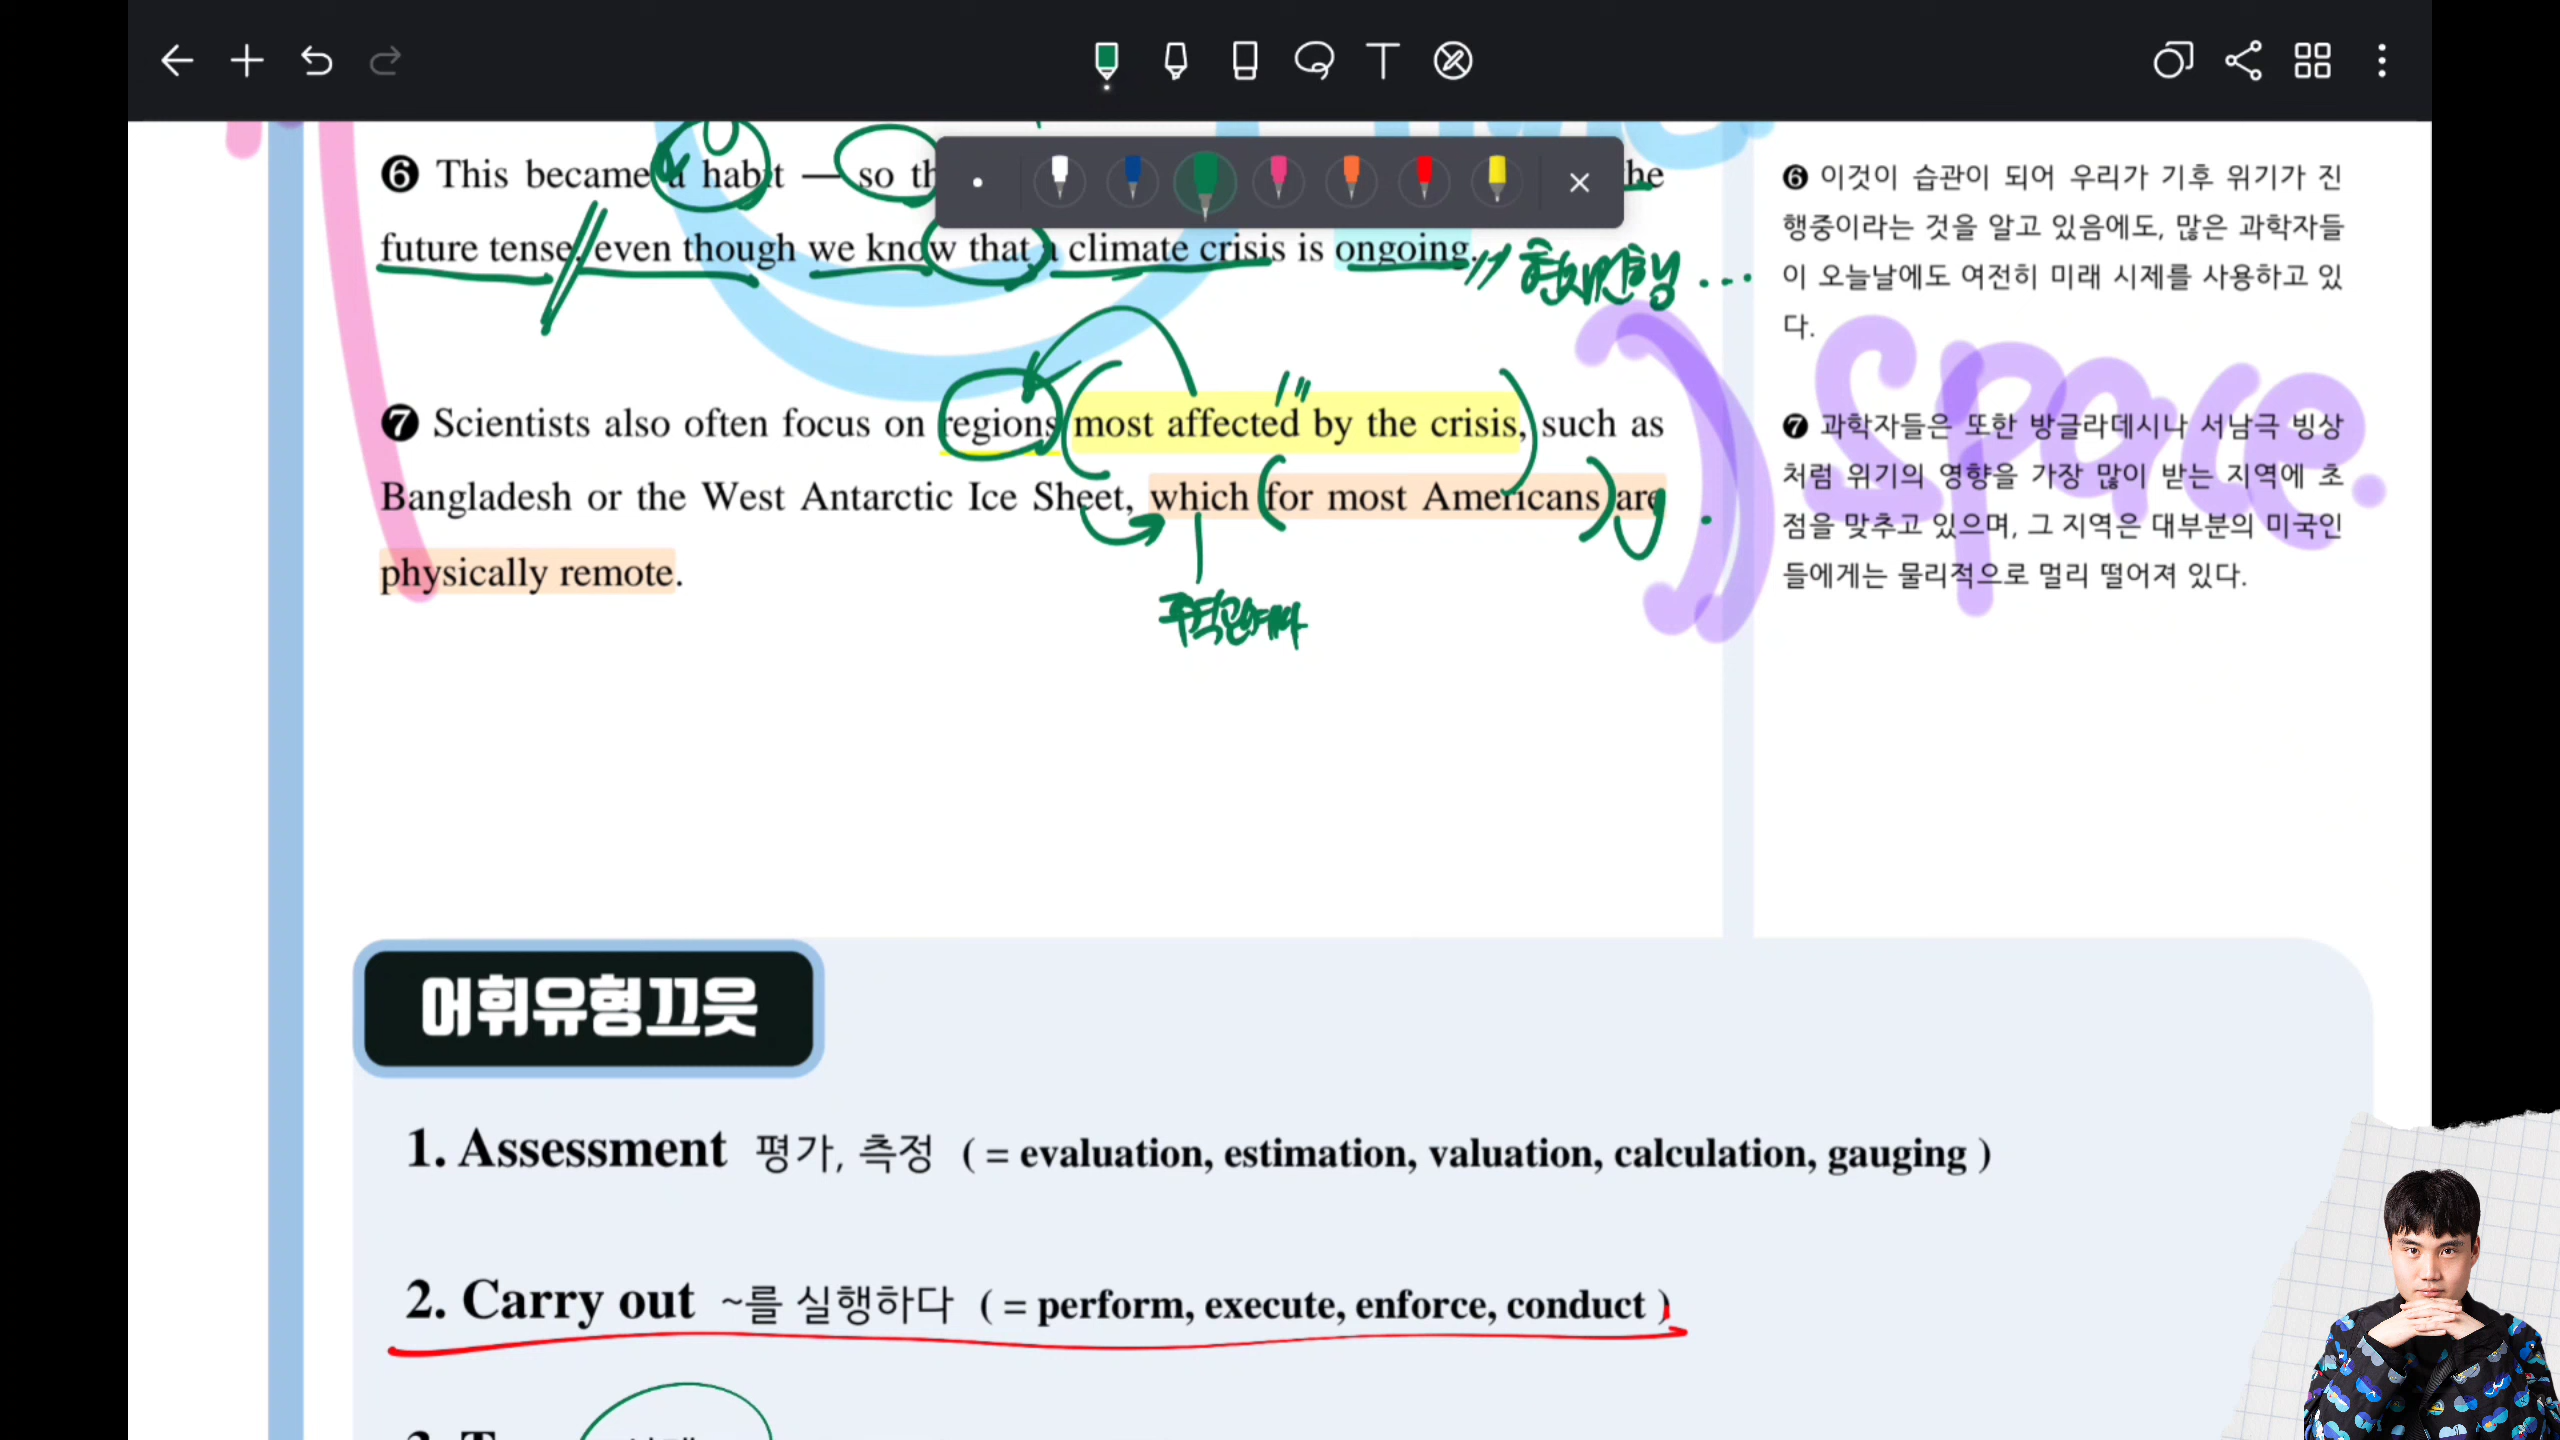 ❻ This became a habit — so th he
future tense, even though we know that a climate crisis is ongoing. 현재진행 ...
❼ Scientists also often focus on regions most affected by the crisis, such as
Bangladesh or the West Antarctic Ice Sheet, which for most Americans are
physically remote.
주격관계대
❻ 이것이 습관이 되어 우리가 기후 위기가 진
행중이라는 것을 알고 있음에도, 많은 과학자들
이 오늘날에도 여전히 미래 시제를 사용하고 있
다.
space.
❼ 과학자들은 또한 방글라데시나 서남극 빙상
처럼 위기의 영향을 가장 많이 받는 지역에 초
점을 맞추고 있으며, 그 지역은 대부분의 미국인
들에게는 물리적으로 멀리 떨어져 있다.
어휘유형끄읏
1. Assessment 평가, 측정 ( = evaluation, estimation, valuation, calculation, gauging )
2. Carry out ~를 실행하다 ( = perform, execute, enforce, conduct )